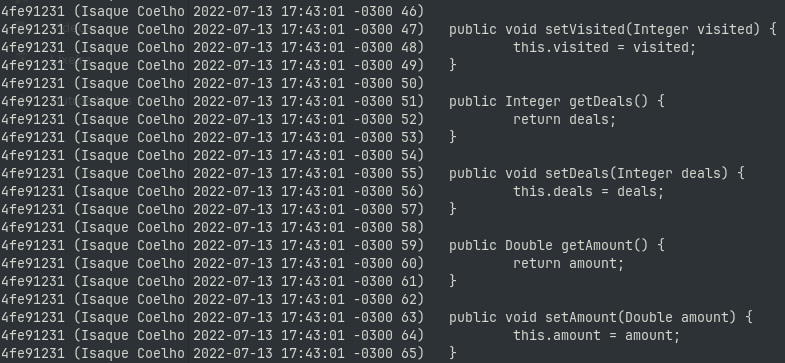 4fe91231 (Isaque Coelho 2022-07-13 17:43:01 -0300 46)
4fe91231 (Isaque Coelho 2022-07-13 17:43:01 -0300 47)   public void setVisited(Integer visited) {
4fe91231 (Isaque Coelho 2022-07-13 17:43:01 -0300 48)           this.visited = visited;
4fe91231 (Isaque Coelho 2022-07-13 17:43:01 -0300 49)   }
4fe91231 (Isaque Coelho 2022-07-13 17:43:01 -0300 50)
4fe91231 (Isaque Coelho 2022-07-13 17:43:01 -0300 51)   public Integer getDeals() {
4fe91231 (Isaque Coelho 2022-07-13 17:43:01 -0300 52)           return deals;
4fe91231 (Isaque Coelho 2022-07-13 17:43:01 -0300 53)   }
4fe91231 (Isaque Coelho 2022-07-13 17:43:01 -0300 54)
4fe91231 (Isaque Coelho 2022-07-13 17:43:01 -0300 55)   public void setDeals(Integer deals) {
4fe91231 (Isaque Coelho 2022-07-13 17:43:01 -0300 56)           this.deals = deals;
4fe91231 (Isaque Coelho 2022-07-13 17:43:01 -0300 57)   }
4fe91231 (Isaque Coelho 2022-07-13 17:43:01 -0300 58)
4fe91231 (Isaque Coelho 2022-07-13 17:43:01 -0300 59)   public Double getAmount() {
4fe91231 (Isaque Coelho 2022-07-13 17:43:01 -0300 60)           return amount;
4fe91231 (Isaque Coelho 2022-07-13 17:43:01 -0300 61)   }
4fe91231 (Isaque Coelho 2022-07-13 17:43:01 -0300 62)
4fe91231 (Isaque Coelho 2022-07-13 17:43:01 -0300 63)   public void setAmount(Double amount) {
4fe91231 (Isaque Coelho 2022-07-13 17:43:01 -0300 64)           this.amount = amount;
4fe91231 (Isaque Coelho 2022-07-13 17:43:01 -0300 65)   }